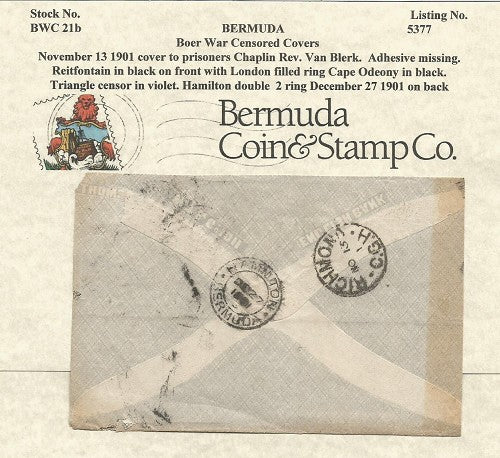 Stock No.
BERMUDA
Listing No.
BWC 21b
Boer War Censored Covers
5377
November 13 1901 cover to prisoners Chaplin Rev. Van Blerk. Adhesive missing.
Reitfontain in black on front with London filled ring Cape Odeony in black.
Triangle censor in violet. Hamilton double 2 ring December 27 1901 on back
Bermuda
Coin&Stamp Co.
HAMILTON
BERMUDA
RICHMOND
C.G.H